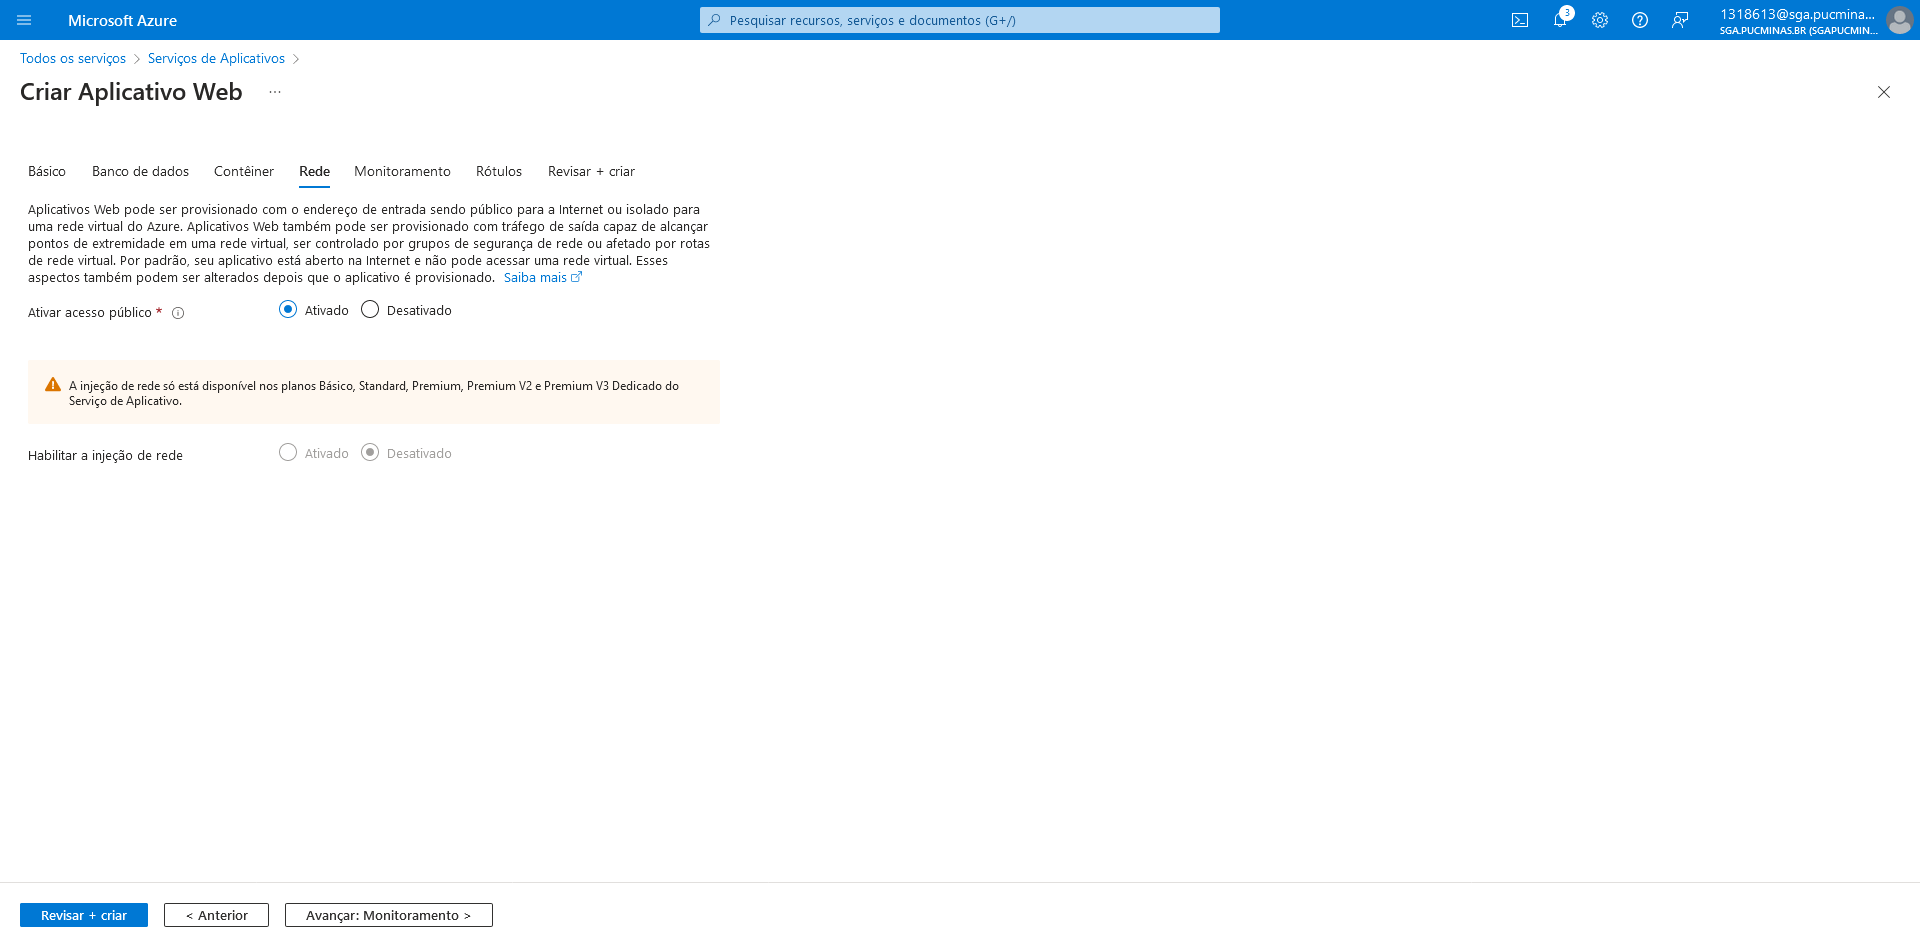 Microsoft Azure
Pesquisar recursos, serviços e documentos (G+/)
3
1318613@sga.pucmina...
SGA.PUCMINAS.BR (SGAPUCMIN...
Todos os serviços > Serviços de Aplicativos >
Criar Aplicativo Web ...
Básico Banco de dados Contêiner Rede Monitoramento Rótulos Revisar + criar
Aplicativos Web pode ser provisionado com o endereço de entrada sendo público para a Internet ou isolado para
uma rede virtual do Azure. Aplicativos Web também pode ser provisionado com tráfego de saída capaz de alcançar
pontos de extremidade em uma rede virtual, ser controlado por grupos de segurança de rede ou afetado por rotas
de rede virtual. Por padrão, seu aplicativo está aberto na Internet e não pode acessar uma rede virtual. Esses
aspectos também podem ser alterados depois que o aplicativo é provisionado. Saiba mais
Ativar acesso público * Ativado Desativado
A injeção de rede só está disponível nos planos Básico, Standard, Premium, Premium V2 e Premium V3 Dedicado do
Serviço de Aplicativo.
Habilitar a injeção de rede Ativado Desativado
Revisar + criar < Anterior Avançar: Monitoramento >